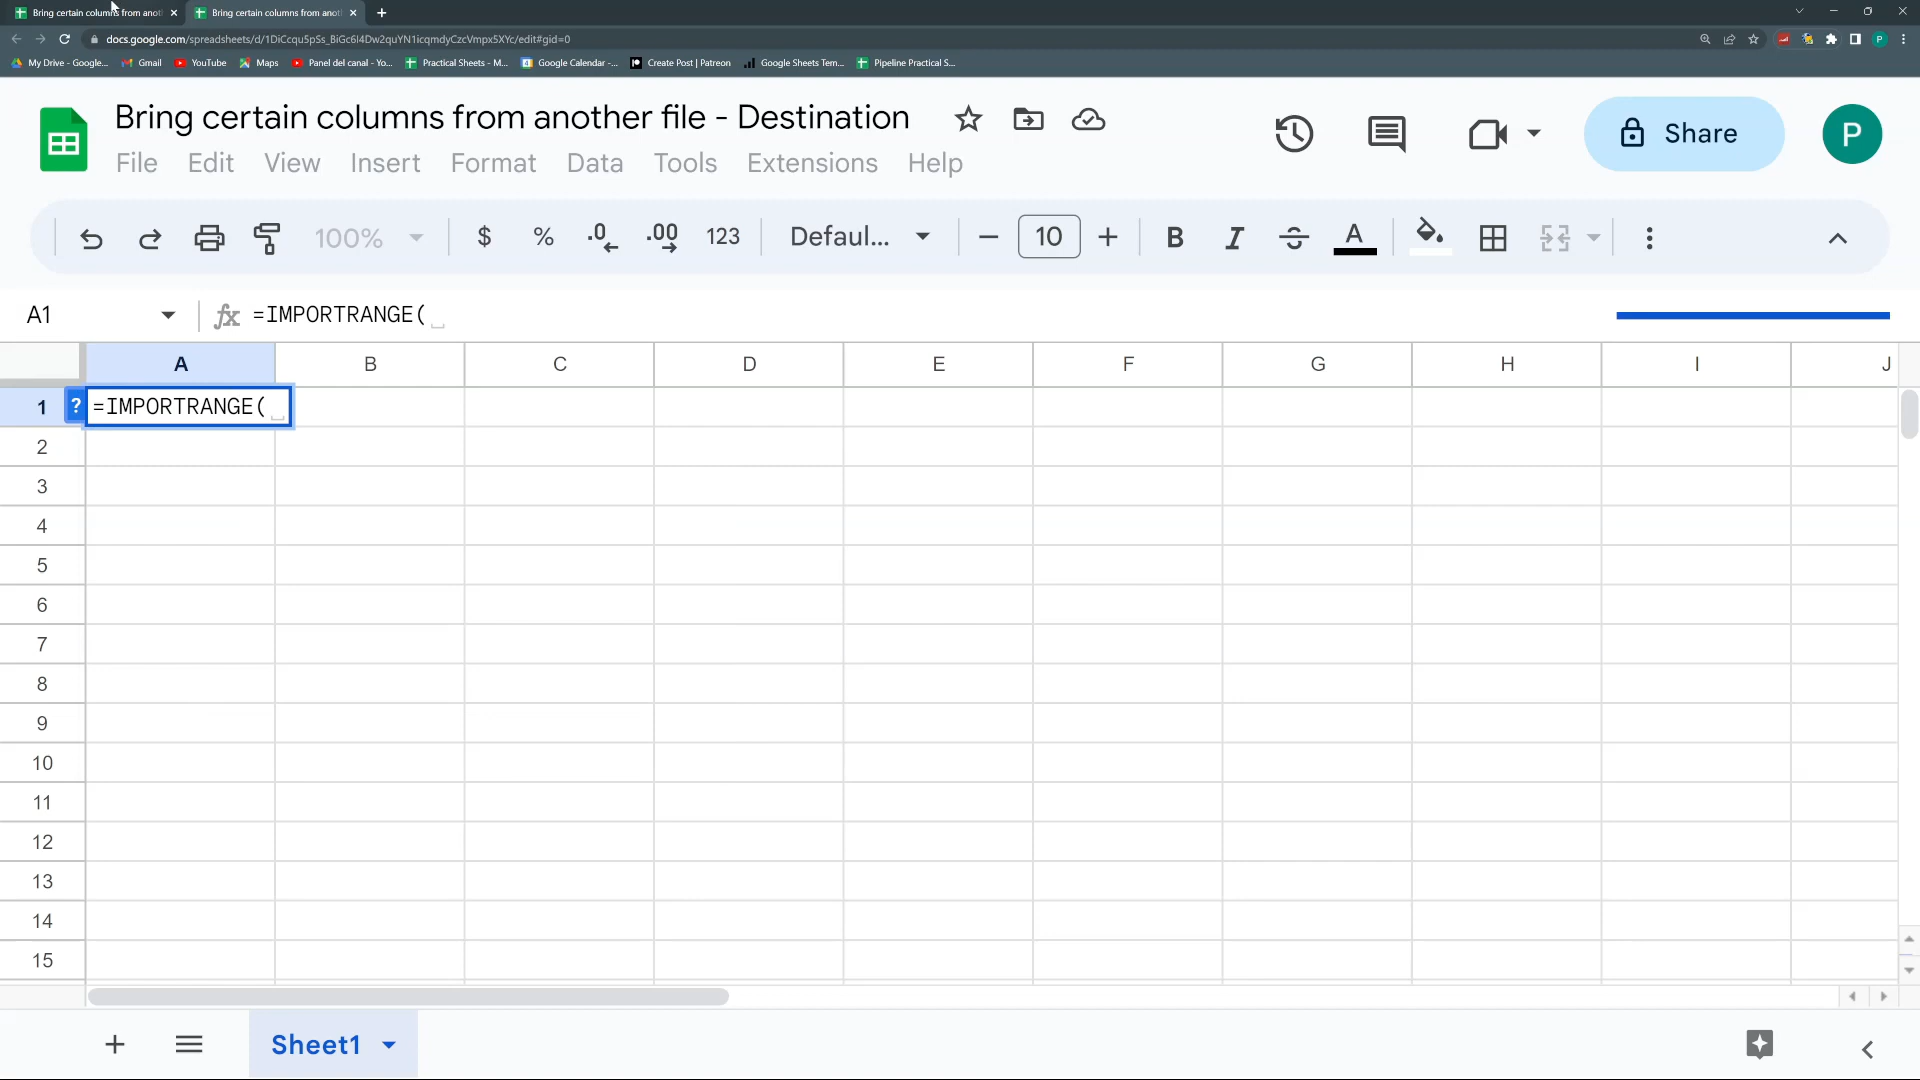 Bring certain columns from anot
Bring certain columns from anot
docs.google.com/spreadsheets/d/1DiCcqu5pSs_BiGc6I4Dw2quYN1icqmdyCzcVmpx5XYc/edit#gid=0
My Drive - Google...
Gmail
YouTube
Maps
Panel del canal - Yo...
Practical Sheets - M...
Google Calendar -...
Create Post | Patreon
Google Sheets Tem...
Pipeline Practical S...
P
Bring certain columns from another file - Destination
File Edit View Insert Format Data Tools Extensions Help
Share
P
100% $ % .0 .00 123 Defaul... 10 B I A
A1 fx =IMPORTRANGE(
A B C D E F G H I J
1 ? =IMPORTRANGE(
2
3
4
5
6
7
8
9
10
11
12
13
14
15
Sheet1